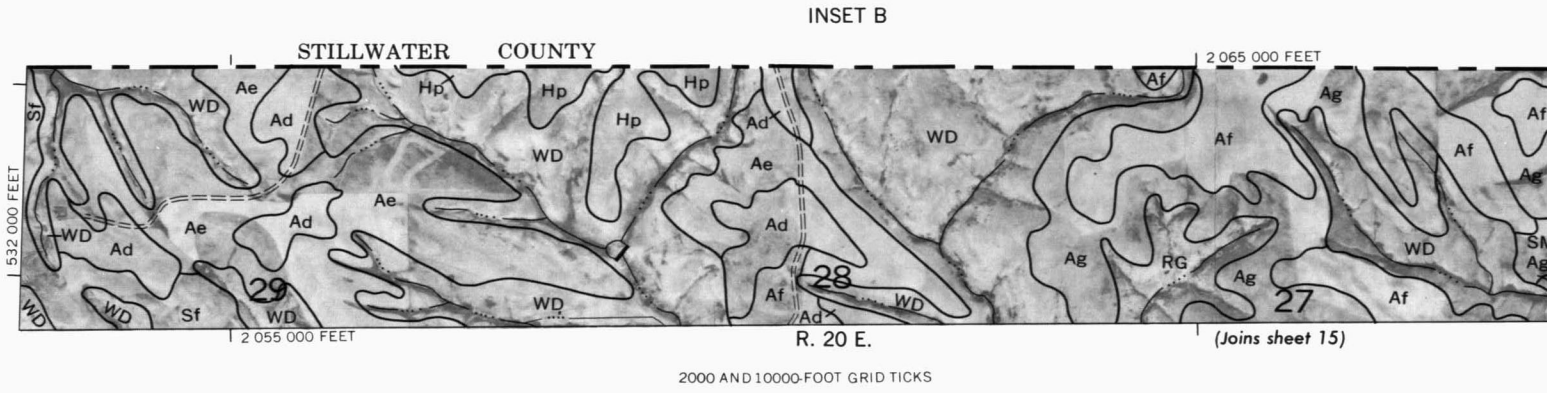 INSET B
STILLWATER COUNTY
2 065 000 FEET
Sf WD Ae Ad Hp Hp Hp Hp Ad WD Af Ag Af
WD Ae Af Af
Ae Ad Ag
WD Ad Ae Ad Ad WD SM
532 000 FEET
29 WD 28 WD Ag RG Ag 27 Af Ag
WD WD Sf WD Af Ad
2 055 000 FEET
R. 20 E.
(Joins sheet 15)
2000 AND 10000-FOOT GRID TICKS